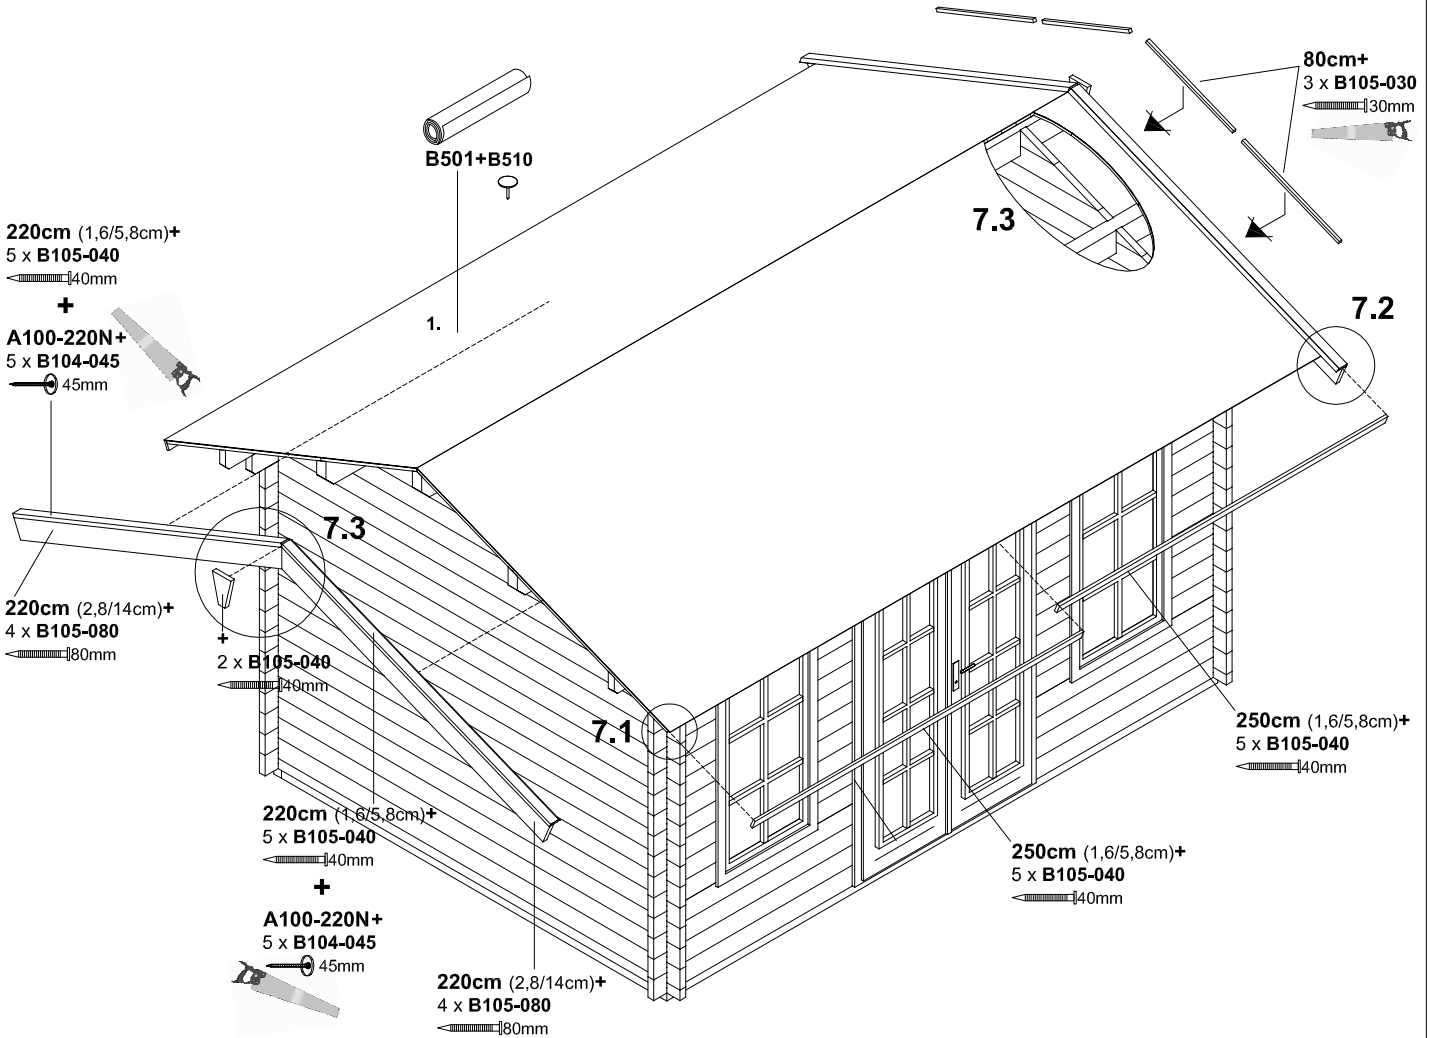 80cm+
3 x B105-030
30mm
B501+B510
7.3
220cm (1,6/5,8cm)+
5 x B105-040
40mm
+
A100-220N+
5 x B104-045
45mm
1.
7.2
7.3
220cm (2,8/14cm)+
4 x B105-080
80mm
+
2 x B105-040
40mm
7.1
250cm (1,6/5,8cm)+
5 x B105-040
40mm
220cm (1,6/5,8cm)+
5 x B105-040
40mm
+
A100-220N+
5 x B104-045
45mm
250cm (1,6/5,8cm)+
5 x B105-040
40mm
220cm (2,8/14cm)+
4 x B105-080
80mm